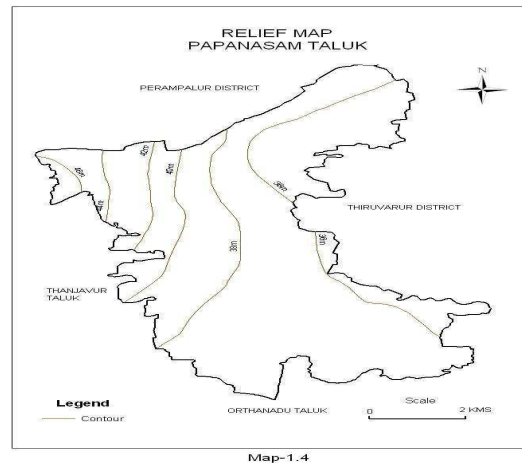 RELIEF MAP
PAPANASAM TALUK
N
PERAMPALUR DISTRICT
42m
40m
44m
38m
THIRUVARUR DISTRICT
THANJAVUR
TALUK
Legend
Contour
ORTHANADU TALUK
Scale
0 2 KMS
Map-1.4